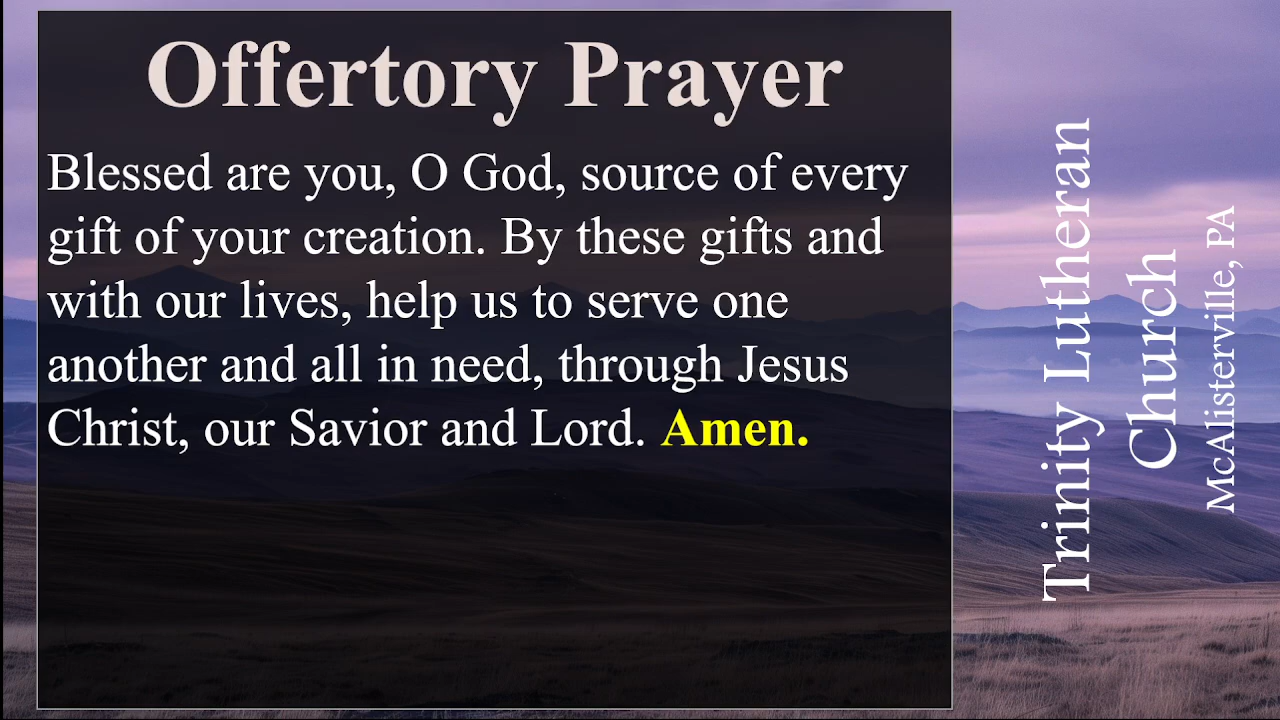 Offertory Prayer
Blessed are you, O God, source of every
gift of your creation. By these gifts and
with our lives, help us to serve one
another and all in need, through Jesus
Christ, our Savior and Lord. Amen.
Trinity Lutheran
Church
McAlisterville, PA